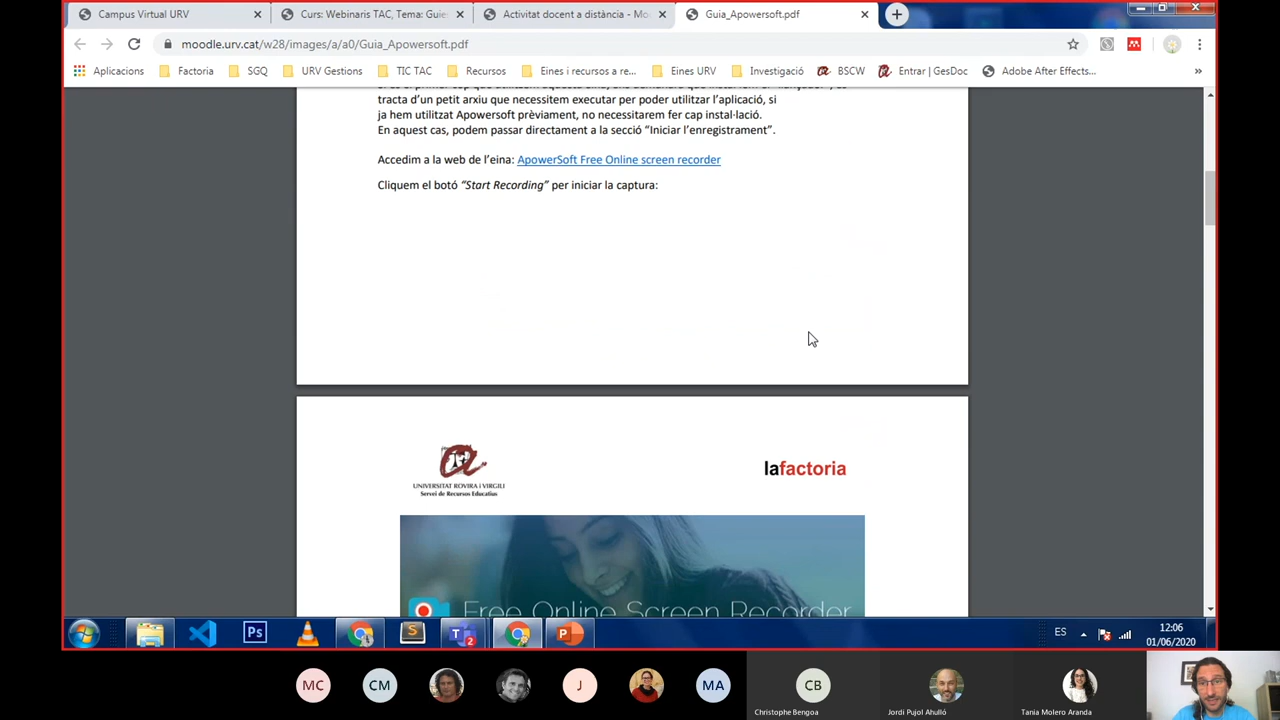 Campus Virtual URV
Curs: Webinaris TAC, Tema: Guie
Activitat docent a distància - Mo
Guia_Apowersoft.pdf
moodle.urv.cat/w28/images/a/a0/Guia_Apowersoft.pdf
Aplicacions
Factoria
SGQ
URV Gestions
TIC TAC
Recursos
Eines i recursos a re...
Eines URV
Investigació
BSCW
Entrar | GesDoc
Adobe After Effects...
»
tracta d'un petit arxiu que necessitem executar per poder utilitzar l'aplicació, si
ja hem utilitzat Apowersoft prèviament, no necessitarem fer cap instal·lació.
En aquest cas, podem passar directament a la secció "Iniciar l'enregistrament".
Accedim a la web de l'eina: ApowerSoft Free Online screen recorder
Cliquem el botó "Start Recording" per iniciar la captura:
UNIVERSITAT ROVIRA i VIRGILI
Servei de Recursos Educatius
lafactoria
Free Online Screen Recorder
Ps
S
2
P
ES
12:06
01/06/2020
MC
CM
J
MA
CB
Christophe Bengoa
Jordi Pujol Ahulló
Tania Molero Aranda